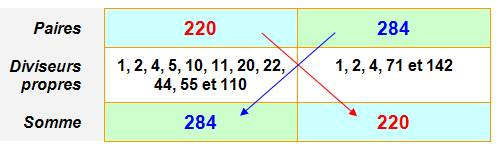 Paires 220 284
Diviseurs propres 1, 2, 4, 5, 10, 11, 20, 22, 44, 55 et 110 1, 2, 4, 71 et 142
Somme 284 220